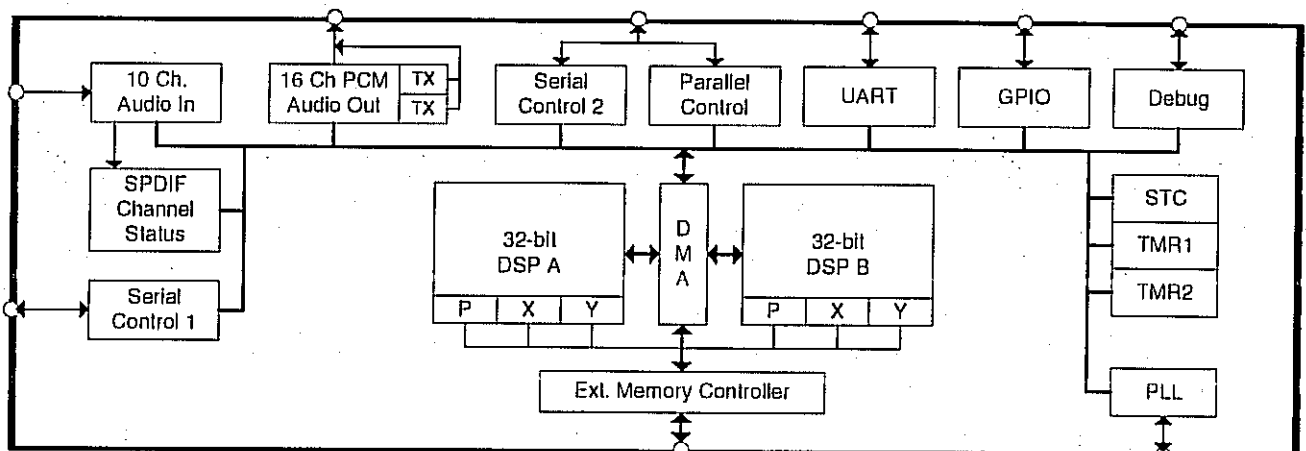 10 Ch.
Audio In
16 Ch PCM
Audio Out
TX
TX
Serial
Control 2
Parallel
Control
UART
GPIO
Debug
SPDIF
Channel
Status
Serial
Control 1
32-bit
DSP A
P X Y
D
M
A
32-bit
DSP B
P X Y
STC
TMR1
TMR2
Ext. Memory Controller
PLL